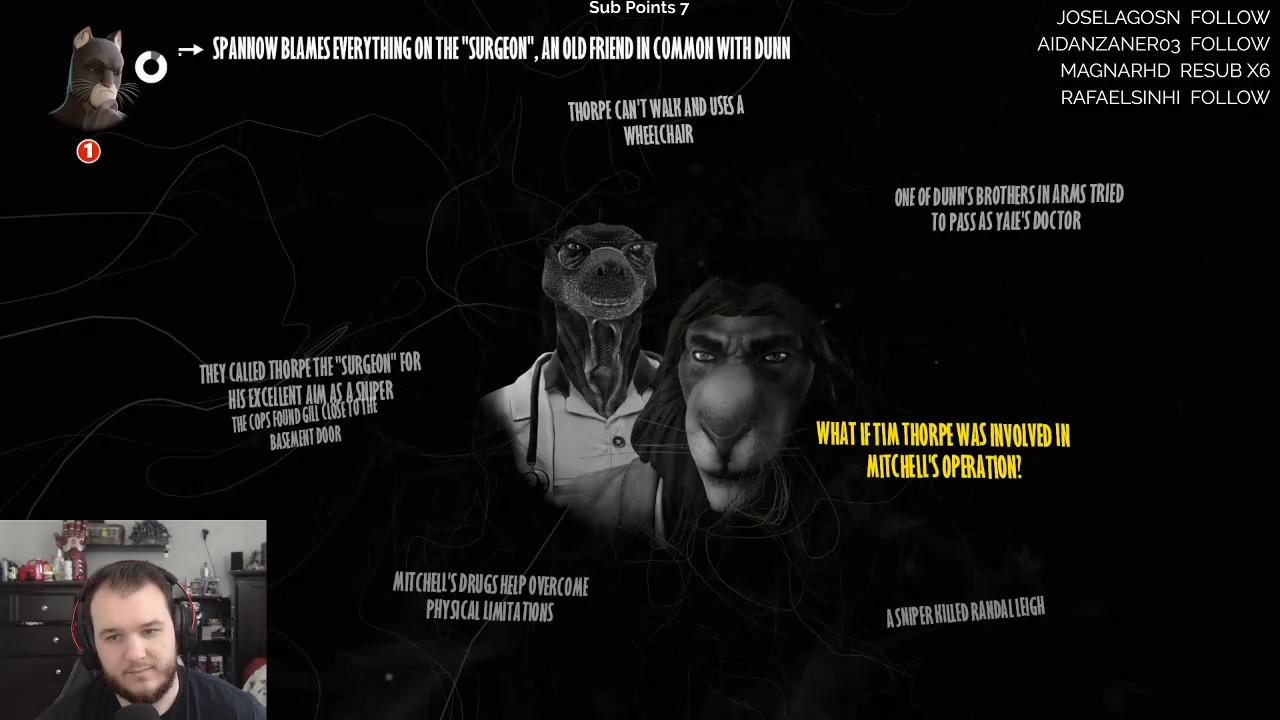 Sub Points 7
JOSELAGOSN FOLLOW
AIDANZANER03 FOLLOW
MAGNARHD RESUB X6
RAFAELSINHI FOLLOW
SPANNOW BLAMES EVERYTHING ON THE "SURGEON", AN OLD FRIEND IN COMMON WITH DUNN
1
THORPE CAN'T WALK AND USES A
WHEELCHAIR
ONE OF DUNN'S BROTHERS IN ARMS TRIED
TO PASS AS YALE'S DOCTOR
THEY CALLED THORPE THE "SURGEON" FOR
HIS EXCELLENT AIM AS A SNIPER
THE COPS FOUND GILL CLOSE TO THE
BASEMENT DOOR
WHAT IF TIM THORPE WAS INVOLVED IN
MITCHELL'S OPERATION?
MITCHELL'S DRUGS HELP OVERCOME
PHYSICAL LIMITATIONS
A SNIPER KILLED RANDAL LEIGH